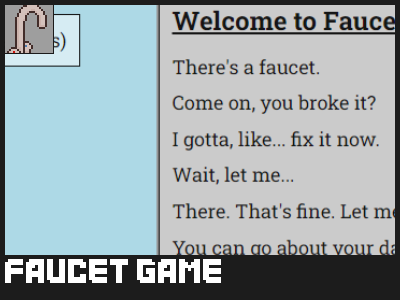 s)
Welcome to Fauce
There's a faucet.
Come on, you broke it?
I gotta, like... fix it now.
Wait, let me...
There. That's fine. Let me
You can go about your da
FAUCET GAME